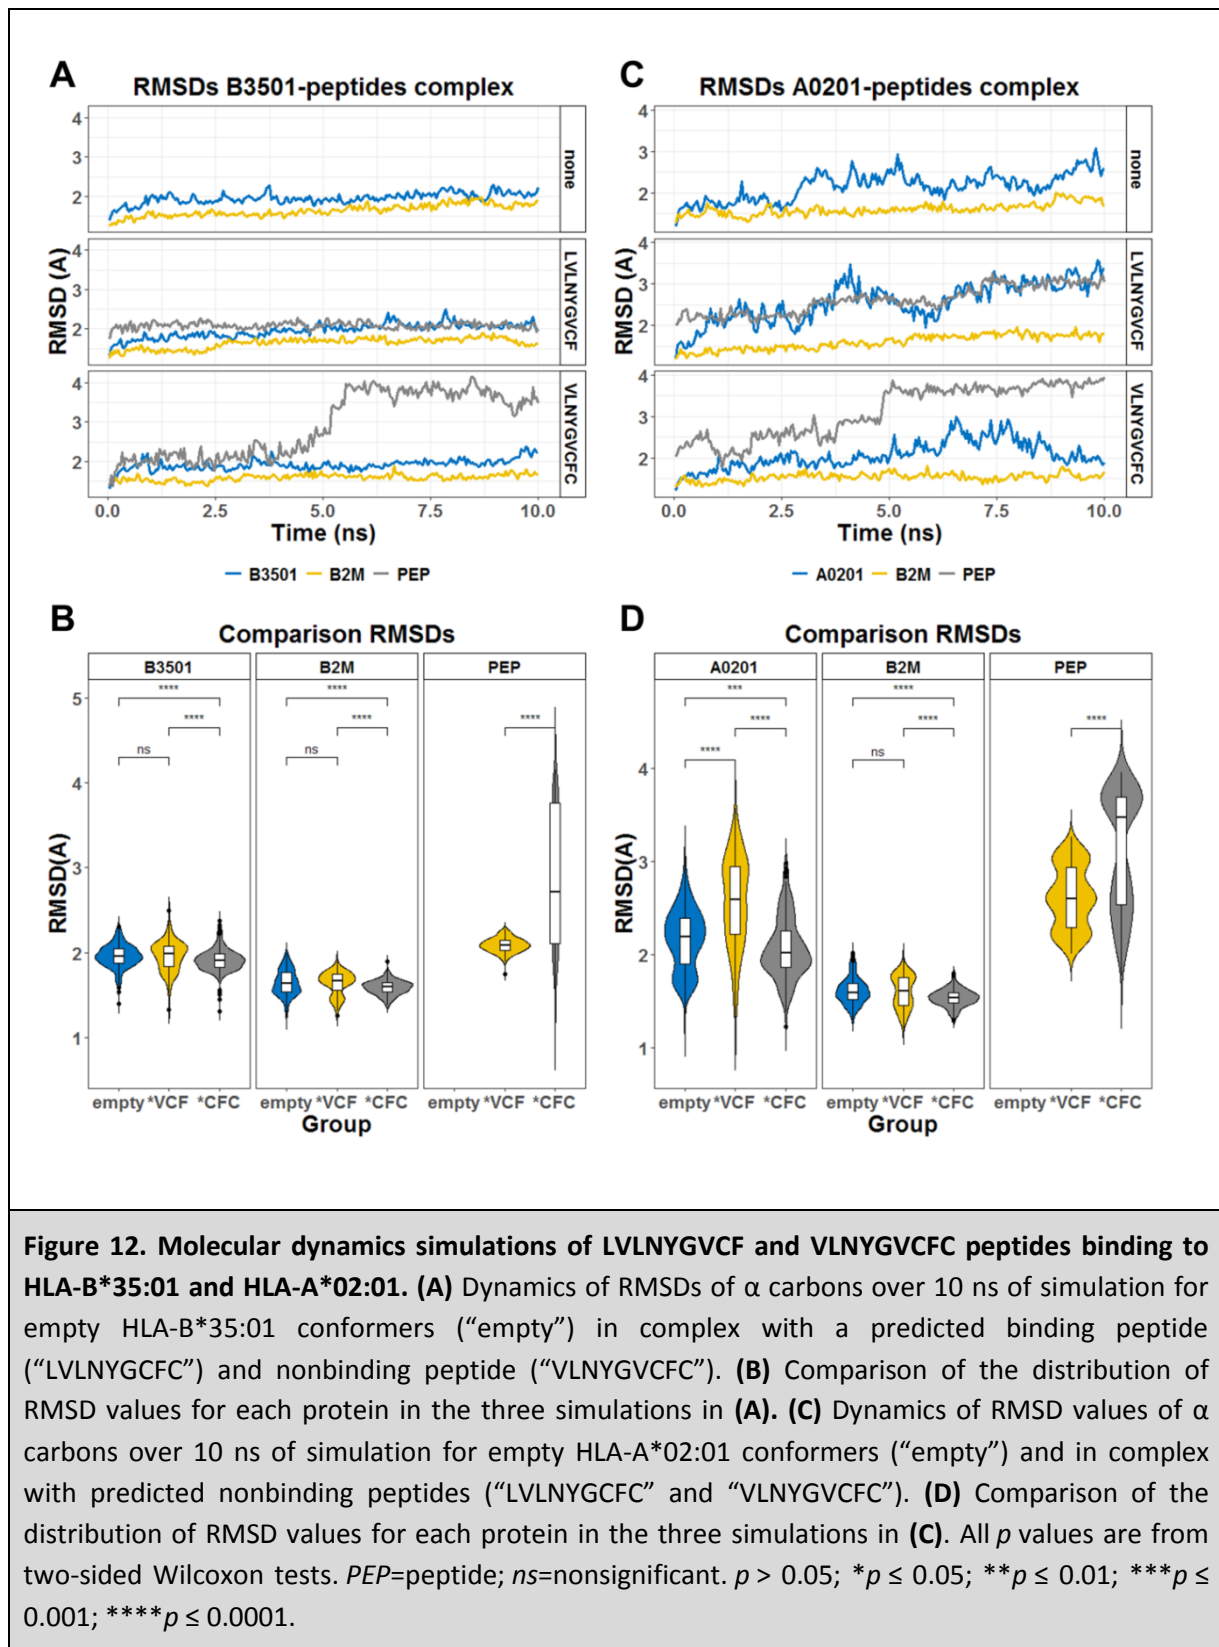 A
RMSDs B3501-peptides complex
4
3
2
none
4
3
2
LVLNYGVCF
4
3
2
VLNYGVCFC
RMSD (A)
0.0 2.5 5.0 7.5 10.0
Time (ns)
B3501 B2M PEP
C
RMSDs A0201-peptides complex
4
3
2
none
4
3
2
LVLNYGVCF
4
3
2
VLNYGVCFC
RMSD (A)
0.0 2.5 5.0 7.5 10.0
Time (ns)
A0201 B2M PEP
B
Comparison RMSDs
B3501 B2M PEP
**** **** ns
**** **** ns
****
5
4
3
2
1
RMSD(A)
empty *VCF *CFC empty *VCF *CFC empty *VCF *CFC
Group
D
Comparison RMSDs
A0201 B2M PEP
*** **** ****
**** **** ns
****
4
3
2
1
RMSD(A)
empty *VCF *CFC empty *VCF *CFC empty *VCF *CFC
Group
Figure 12. Molecular dynamics simulations of LVLNYGVCF and VLNYGVCFC peptides binding to
HLA-B*35:01 and HLA-A*02:01. (A) Dynamics of RMSDs of α carbons over 10 ns of simulation for
empty HLA-B*35:01 conformers (“empty”) in complex with a predicted binding peptide
(“LVLNYGCFC”) and nonbinding peptide (“VLNYGVCFC”). (B) Comparison of the distribution of
RMSD values for each protein in the three simulations in (A). (C) Dynamics of RMSD values of α
carbons over 10 ns of simulation for empty HLA-A*02:01 conformers (“empty”) and in complex
with predicted nonbinding peptides (“LVLNYGCFC” and “VLNYGVCFC”). (D) Comparison of the
distribution of RMSD values for each protein in the three simulations in (C). All p values are from
two-sided Wilcoxon tests. PEP=peptide; ns=nonsignificant. p > 0.05; *p ≤ 0.05; **p ≤ 0.01; ***p ≤
0.001; ****p ≤ 0.0001.